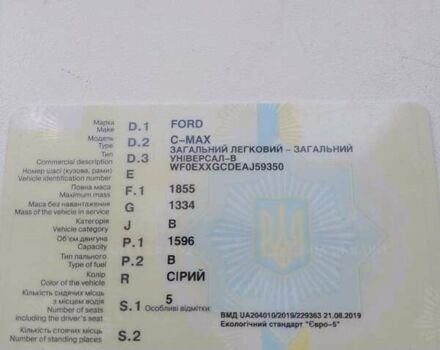 Марка D.1 FORD
Make
Модель D.2 C-MAX
Type
Тип D.3 ЗАГАЛЬНИЙ ЛЕГКОВИЙ - ЗАГАЛЬНИЙ
Commercial description УНІВЕРСАЛ-В
Номер шасі (кузова, рами) E WF0EXXGCDEAJ59350
Vehicle identification number
Повна маса F.1 1855
Maximum mass
Маса без навантаження G 1334
Mass of the vehicle in service
Категорія J B
Vehicle category
Об'єм двигуна P.1 1596
Capacity
Тип пального P.2 B
Type of fuel
Колір R СІРИЙ
Color of the vehicle
Кількість сидячих місць
з місцем водія S.1 5
Number of seats Особливі відмітки:
including the driver's seat
ВМД UA204010/2019/229363 21.06.2019
Екологічний стандарт "Євро-5"
Кількість стоячих місць S.2
Number of standing places